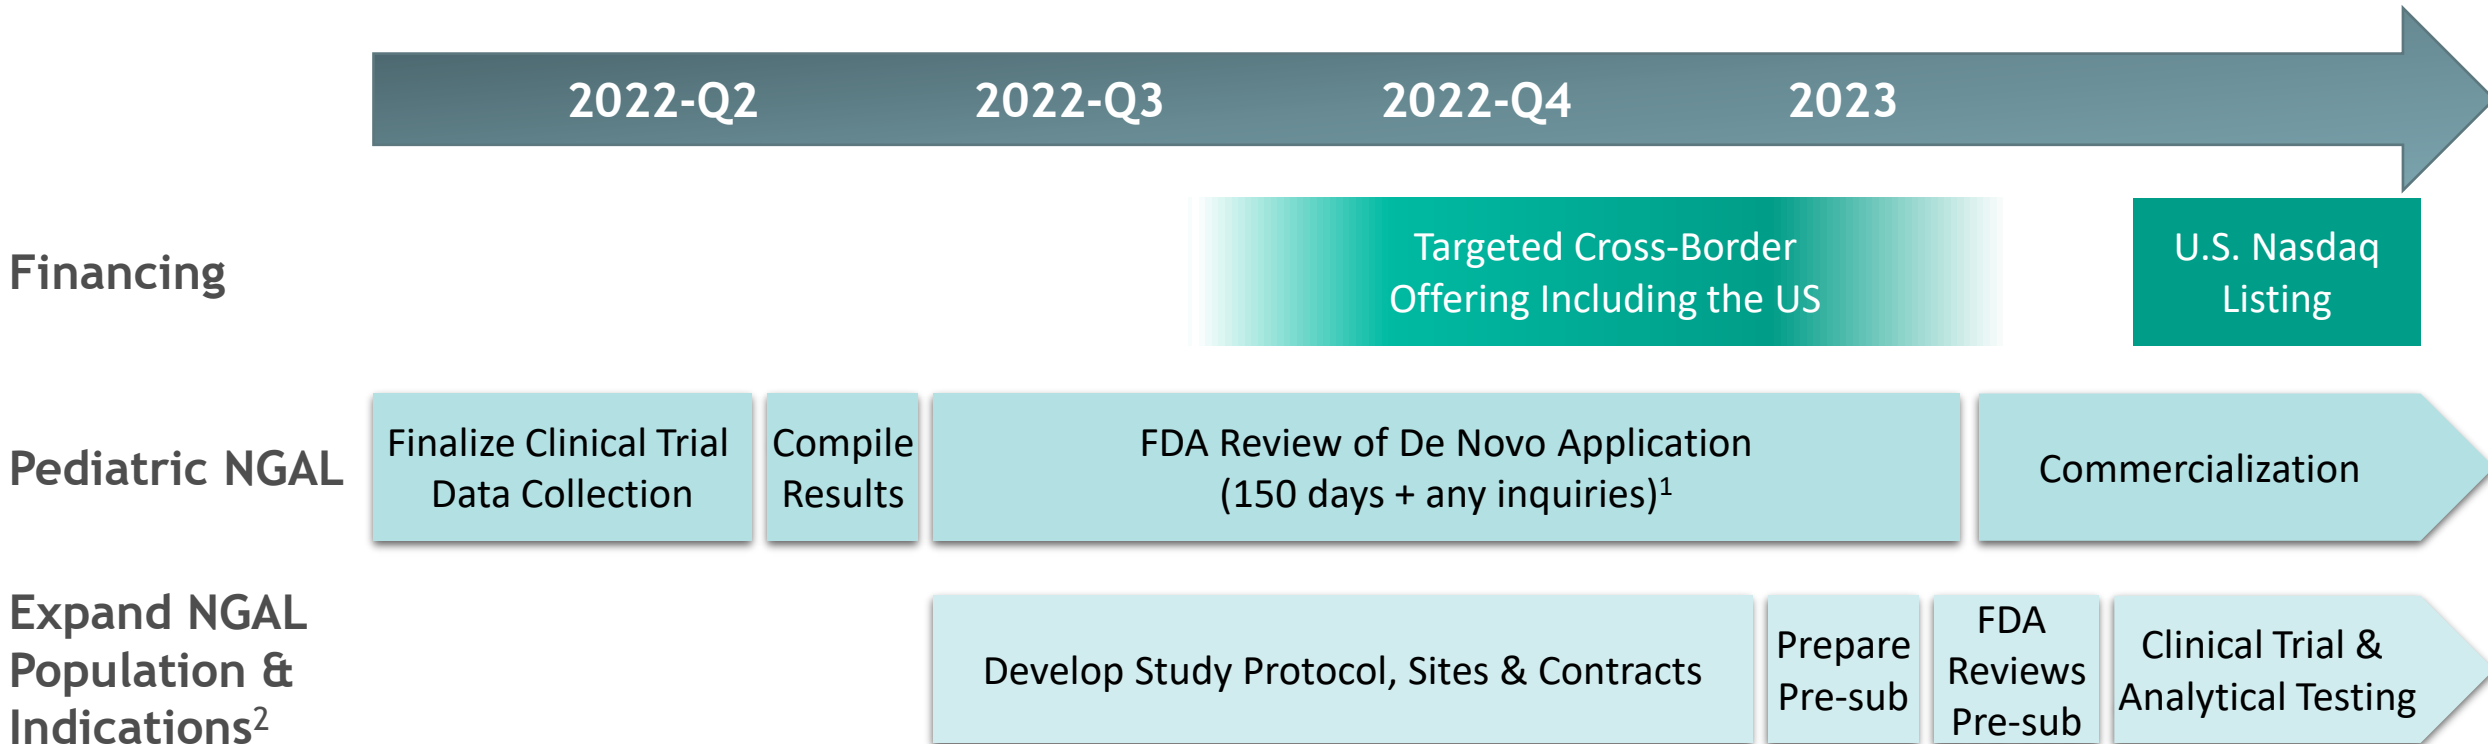 2022-Q2 2022-Q3 2022-Q4 2023
Financing
Targeted Cross-Border
Offering Including the US
U.S. Nasdaq
Listing
Pediatric NGAL
Finalize Clinical Trial
Data Collection
Compile
Results
FDA Review of De Novo Application
(150 days + any inquiries)¹
Commercialization
Expand NGAL
Population &
Indications²
Develop Study Protocol, Sites & Contracts
Prepare
Pre-sub
FDA
Reviews
Pre-sub
Clinical Trial &
Analytical Testing